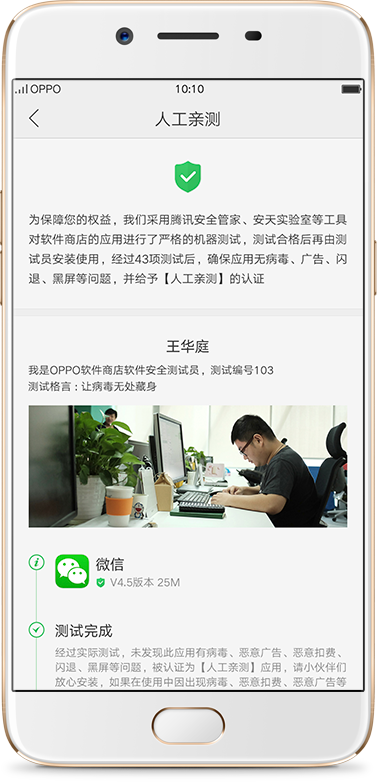 OPPO 10:10
人工亲测
为保障您的权益，我们采用腾讯安全管家、安天实验室等工具
对软件商店的应用进行了严格的机器测试，测试合格后再由测
试员安装使用，经过43项测试后，确保应用无病毒、广告、闪
退、黑屏等问题，并给予【人工亲测】的认证
王华庭
我是OPPO软件商店软件安全测试员，测试编号103
测试格言：让病毒无处藏身
微信
V4.5版本 25M
测试完成
经过实际测试，未发现此应用有病毒、恶意广告、恶意扣费、
闪退、黑屏等问题，被认证为【人工亲测】应用，请小伙伴们
放心安装，如果在使用中因出现病毒、恶意扣费、恶意广告等